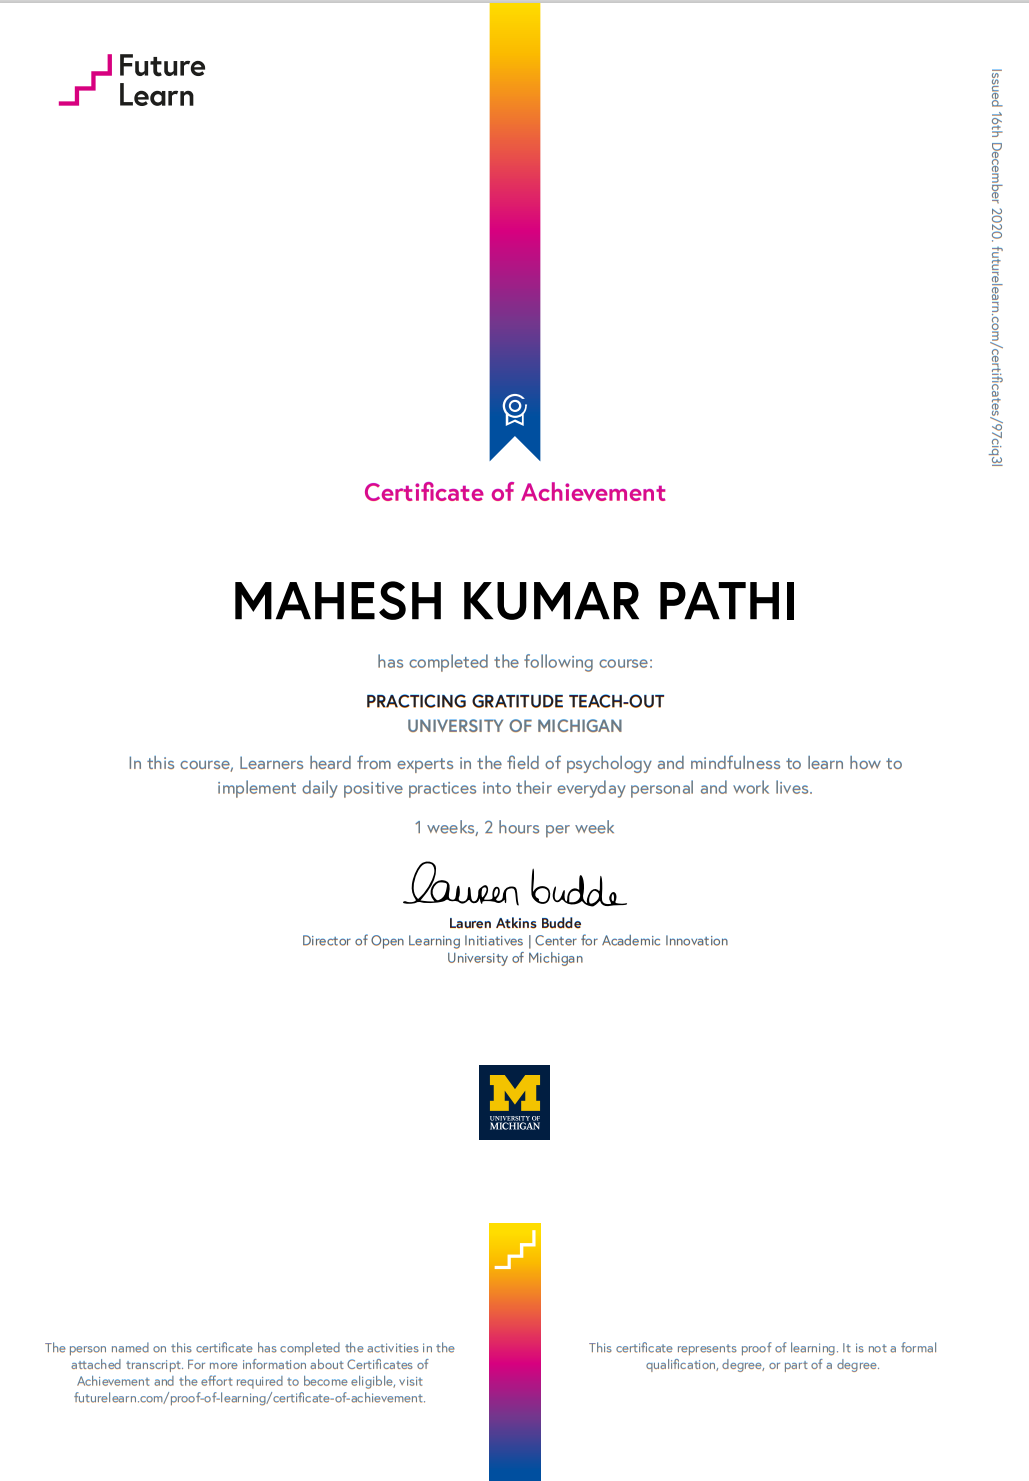 Future
Learn
Issued 16th December 2020. futurelearn.com/certificates/97ciq3l
Certificate of Achievement
MAHESH KUMAR PATHI
has completed the following course:
PRACTICING GRATITUDE TEACH-OUT
UNIVERSITY OF MICHIGAN
In this course, Learners heard from experts in the field of psychology and mindfulness to learn how to
implement daily positive practices into their everyday personal and work lives.
1 weeks, 2 hours per week
lauren budde
Lauren Atkins Budde
Director of Open Learning Initiatives | Center for Academic Innovation
University of Michigan
M
UNIVERSITY OF
MICHIGAN
The person named on this certificate has completed the activities in the
attached transcript. For more information about Certificates of
Achievement and the effort required to become eligible, visit
futurelearn.com/proof-of-learning/certificate-of-achievement.
This certificate represents proof of learning. It is not a formal
qualification, degree, or part of a degree.